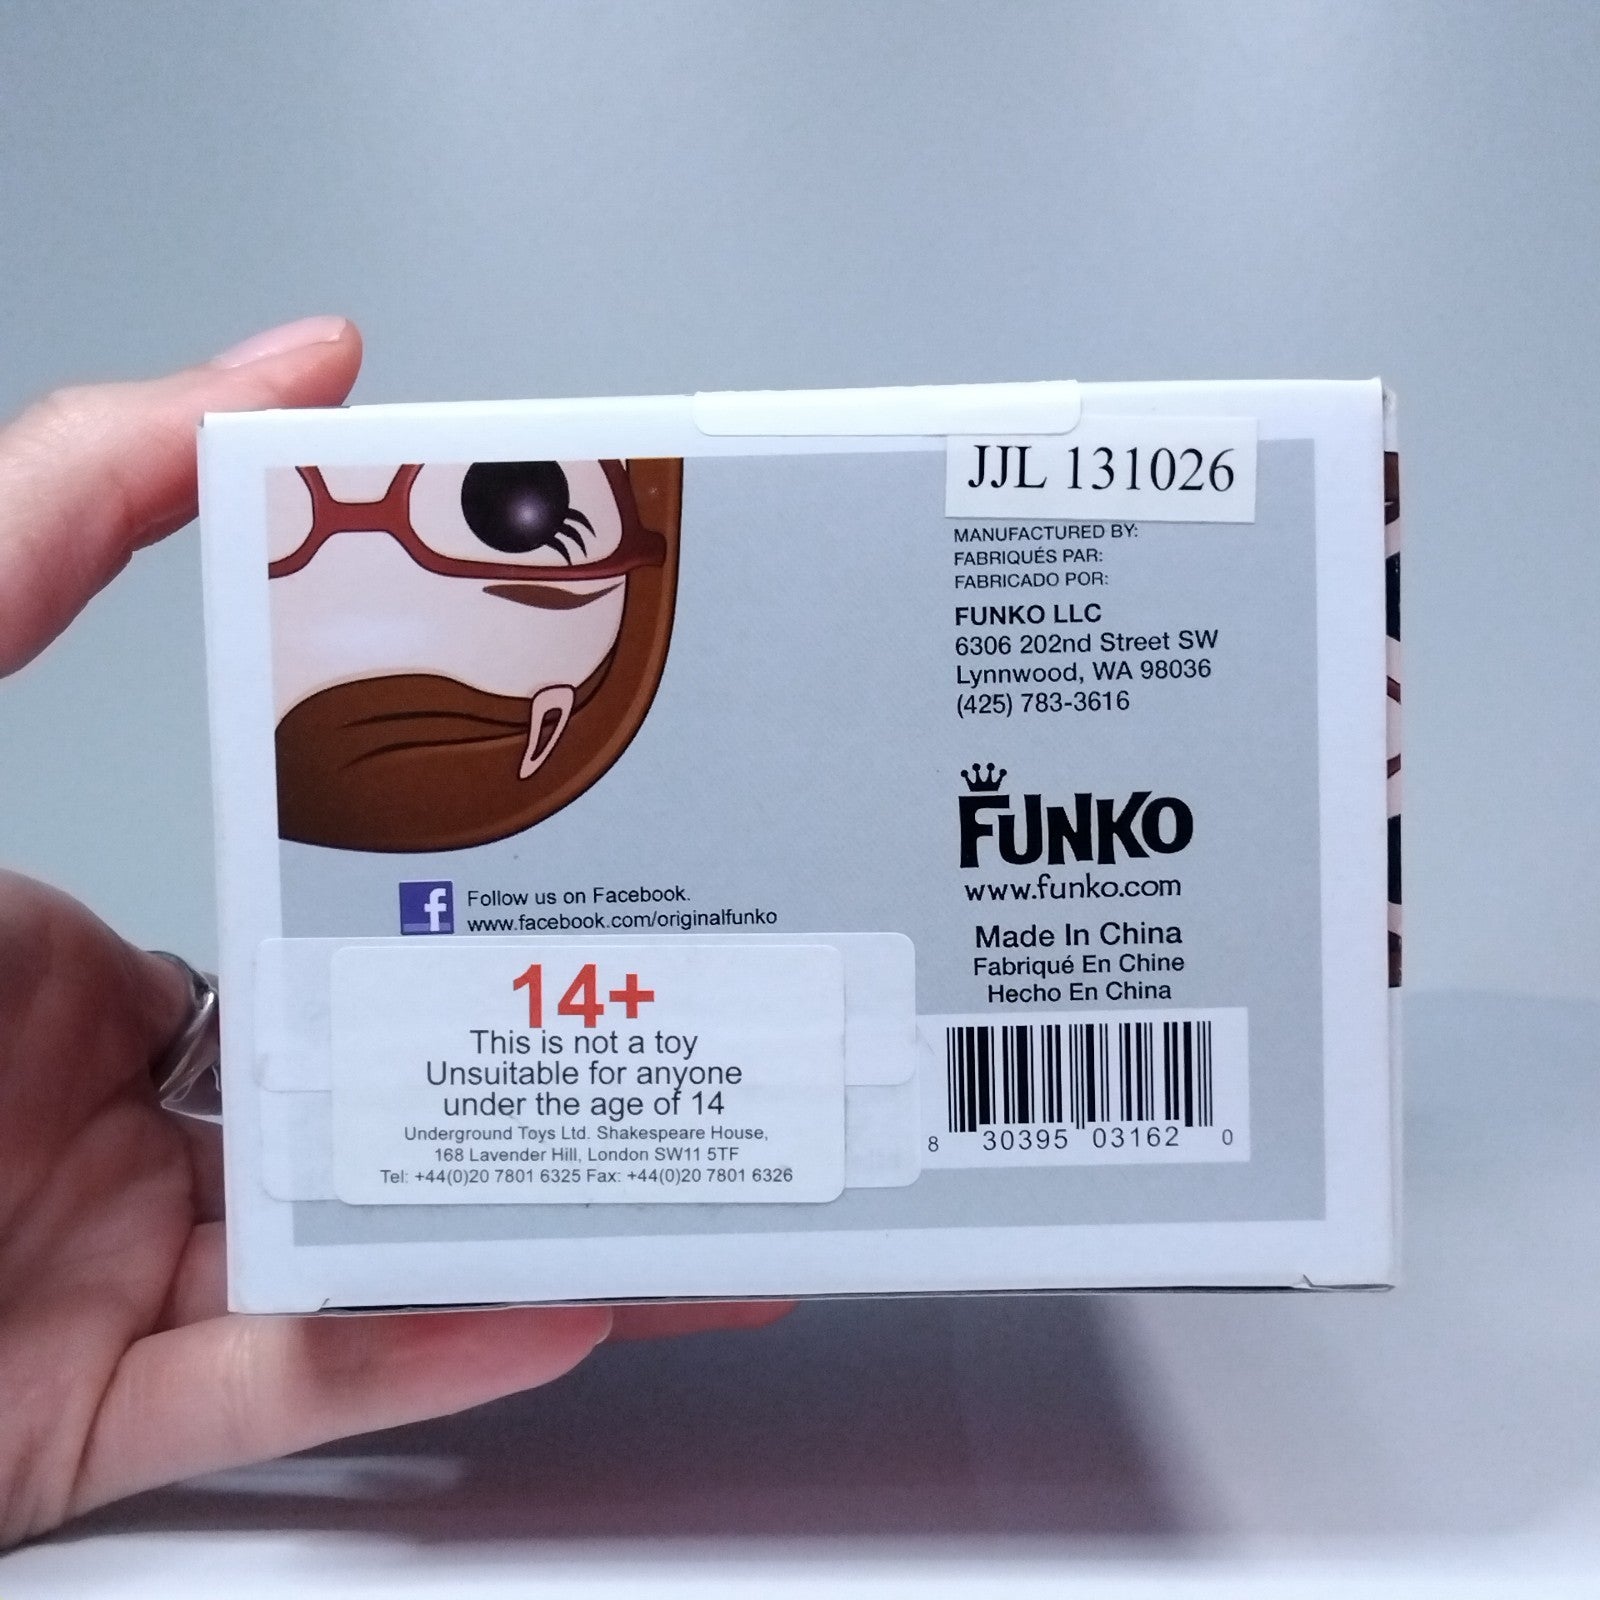 JJL 131026
MANUFACTURED BY:
FABRIQUÉS PAR:
FABRICADO POR:
FUNKO LLC
6306 202nd Street SW
Lynnwood, WA 98036
(425) 783-3616
FUNKO
www.funko.com
Made In China
Fabriqué En Chine
Hecho En China
8 30395 03162 0
f Follow us on Facebook.
www.facebook.com/originalfunko
14+
This is not a toy
Unsuitable for anyone
under the age of 14
Underground Toys Ltd. Shakespeare House,
168 Lavender Hill, London SW11 5TF
Tel: +44(0)20 7801 6325 Fax: +44(0)20 7801 6326